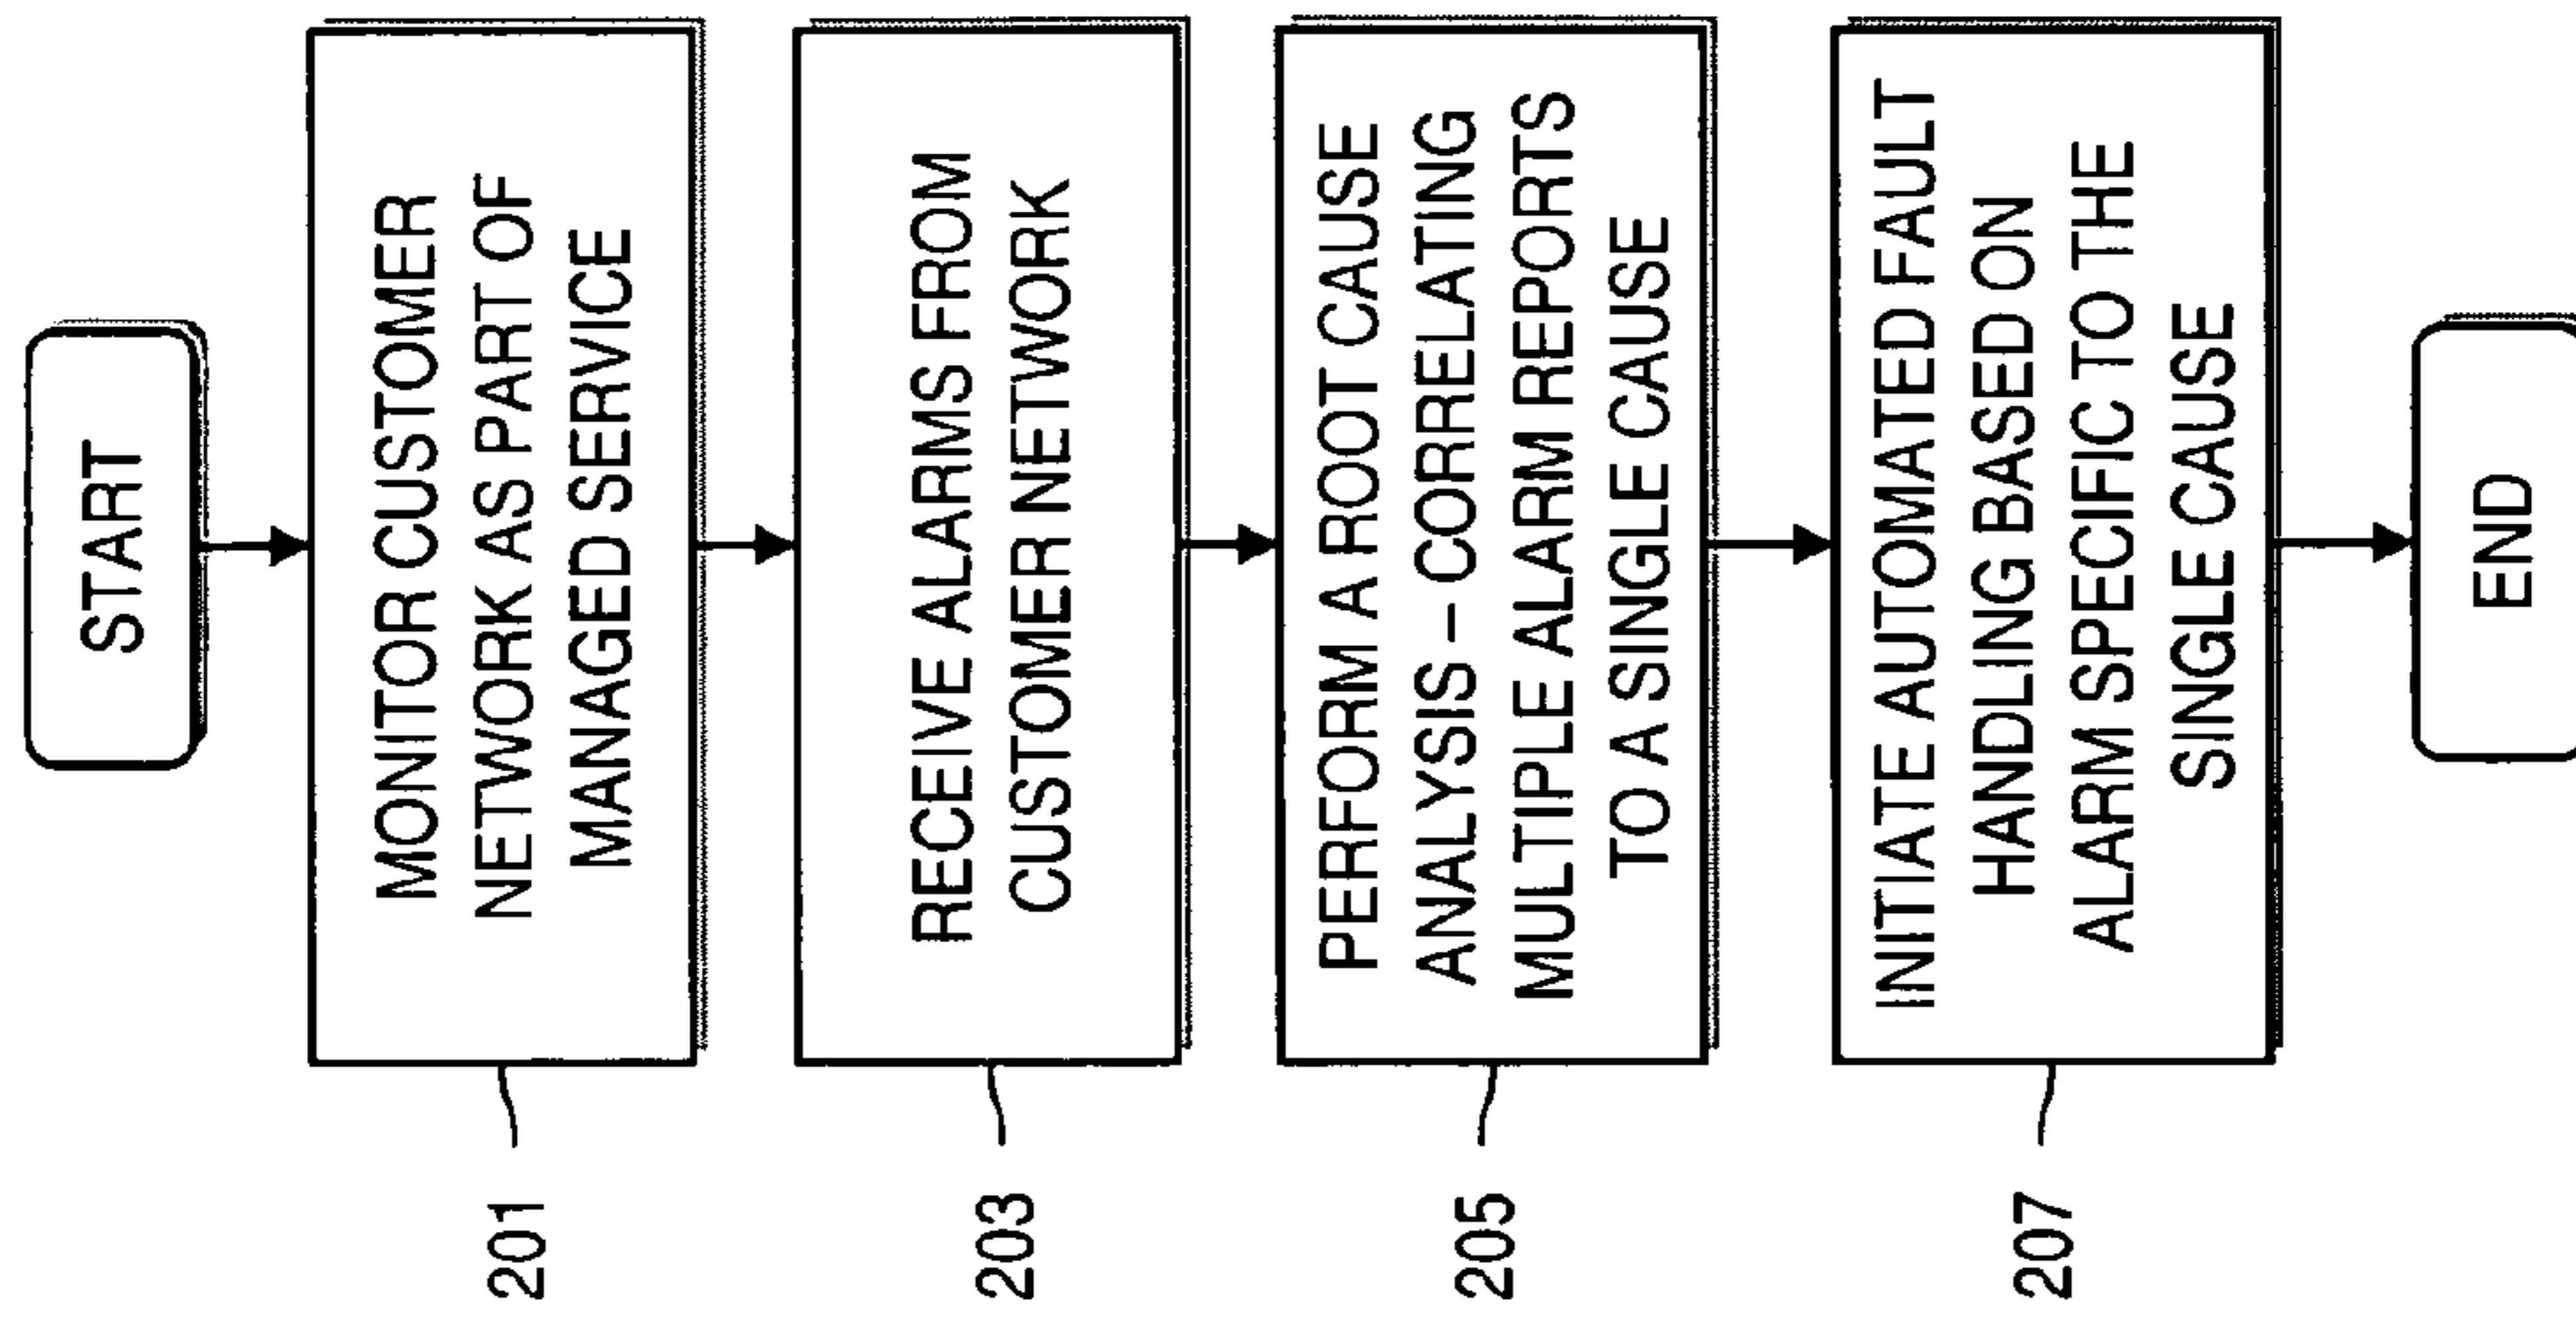 START
201
MONITOR CUSTOMER
NETWORK AS PART OF
MANAGED SERVICE
203
RECEIVE ALARMS FROM
CUSTOMER NETWORK
205
PERFORM A ROOT CAUSE
ANALYSIS – CORRELATING
MULTIPLE ALARM REPORTS
TO A SINGLE CAUSE
207
INITIATE AUTOMATED FAULT
HANDLING BASED ON
ALARM SPECIFIC TO THE
SINGLE CAUSE
END